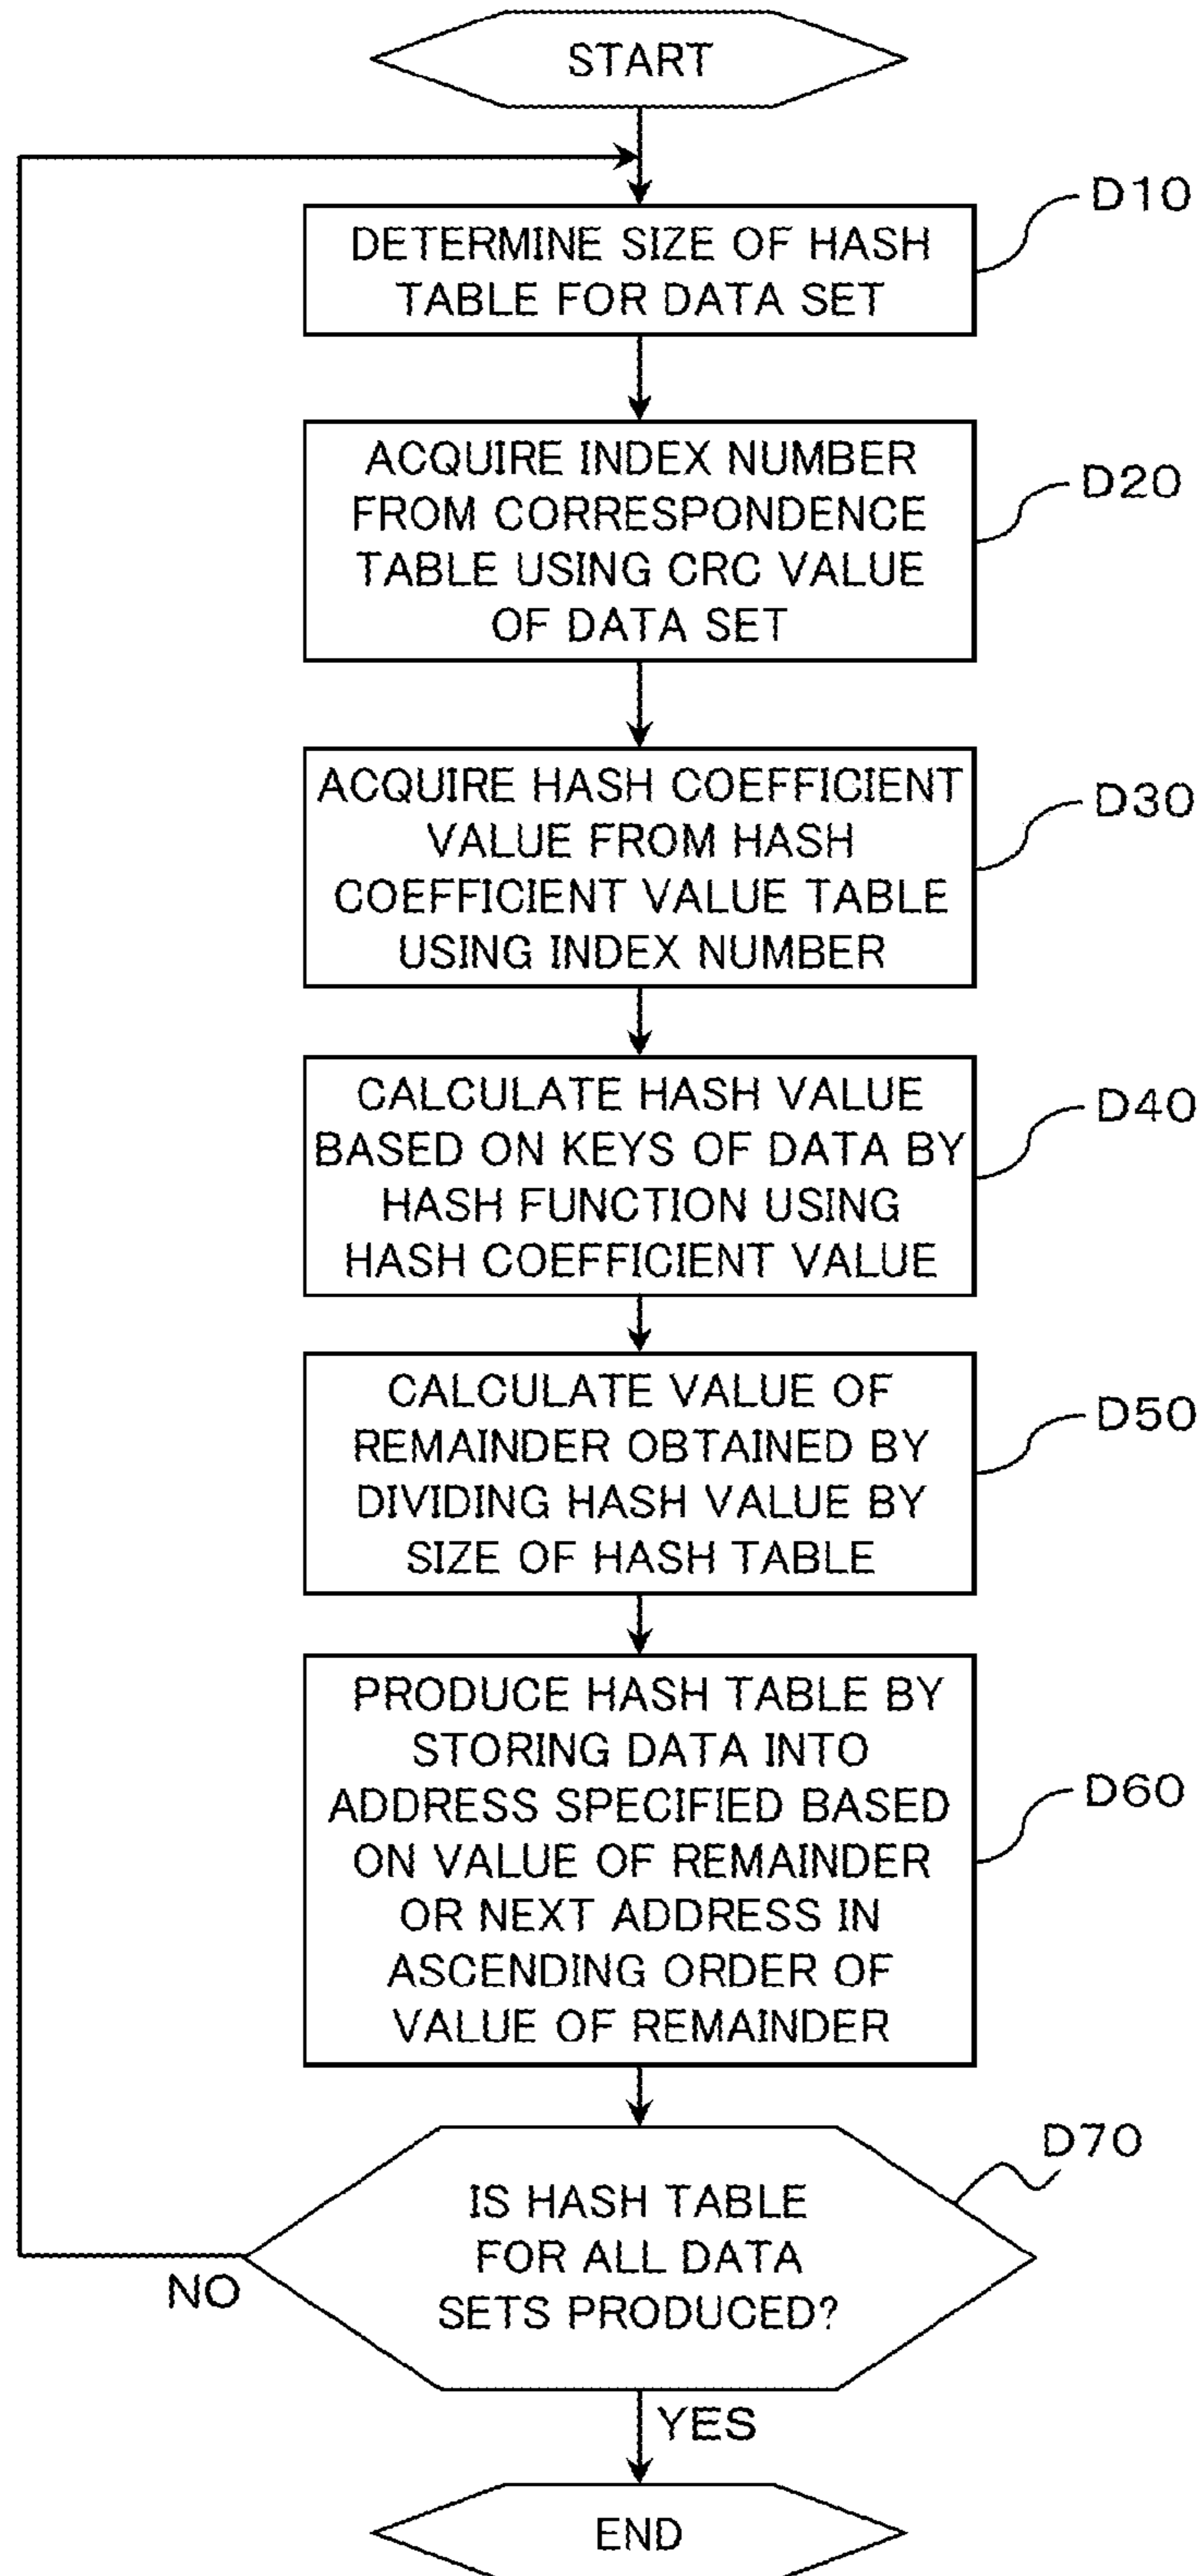 START
D10
DETERMINE SIZE OF HASH
TABLE FOR DATA SET
D20
ACQUIRE INDEX NUMBER
FROM CORRESPONDENCE
TABLE USING CRC VALUE
OF DATA SET
D30
ACQUIRE HASH COEFFICIENT
VALUE FROM HASH
COEFFICIENT VALUE TABLE
USING INDEX NUMBER
D40
CALCULATE HASH VALUE
BASED ON KEYS OF DATA BY
HASH FUNCTION USING
HASH COEFFICIENT VALUE
D50
CALCULATE VALUE OF
REMAINDER OBTAINED BY
DIVIDING HASH VALUE BY
SIZE OF HASH TABLE
D60
PRODUCE HASH TABLE BY
STORING DATA INTO
ADDRESS SPECIFIED BASED
ON VALUE OF REMAINDER
OR NEXT ADDRESS IN
ASCENDING ORDER OF
VALUE OF REMAINDER
D70
IS HASH TABLE
FOR ALL DATA
SETS PRODUCED?
NO
YES
END